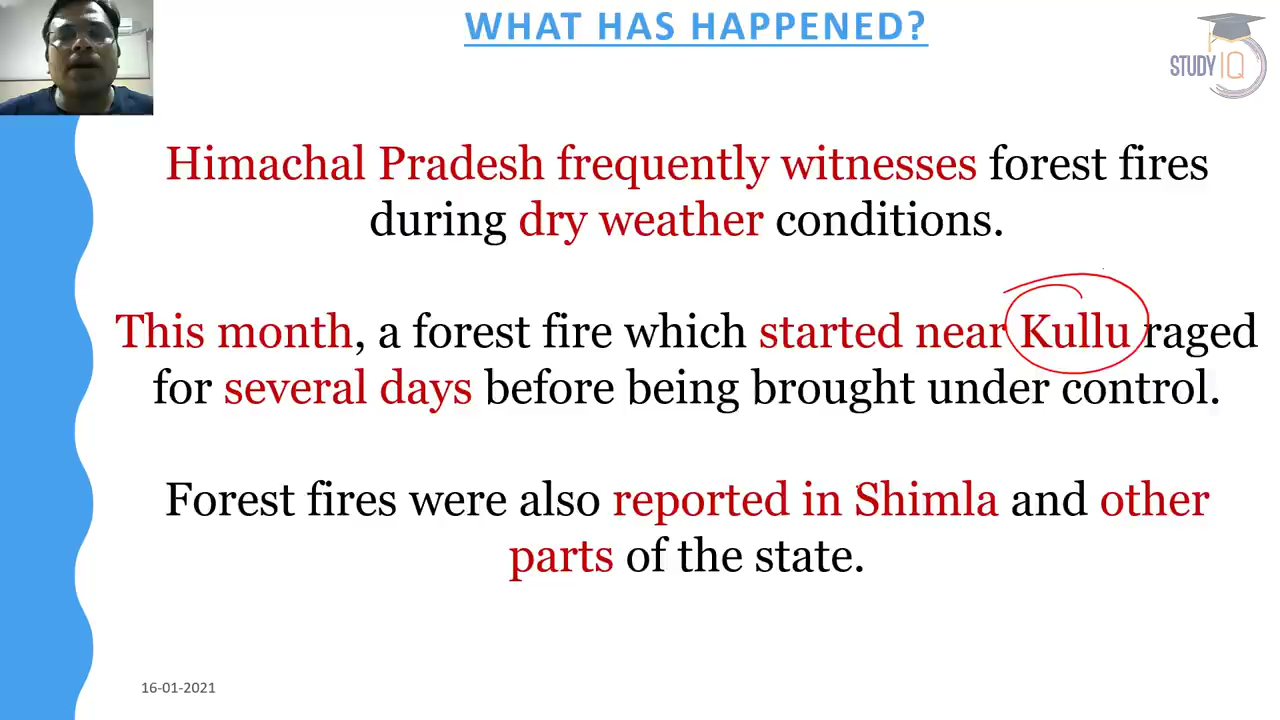 WHAT HAS HAPPENED?
STUDY IQ
Himachal Pradesh frequently witnesses forest fires
during dry weather conditions.
This month, a forest fire which started near Kullu raged
for several days before being brought under control.
Forest fires were also reported in Shimla and other
parts of the state.
16-01-2021